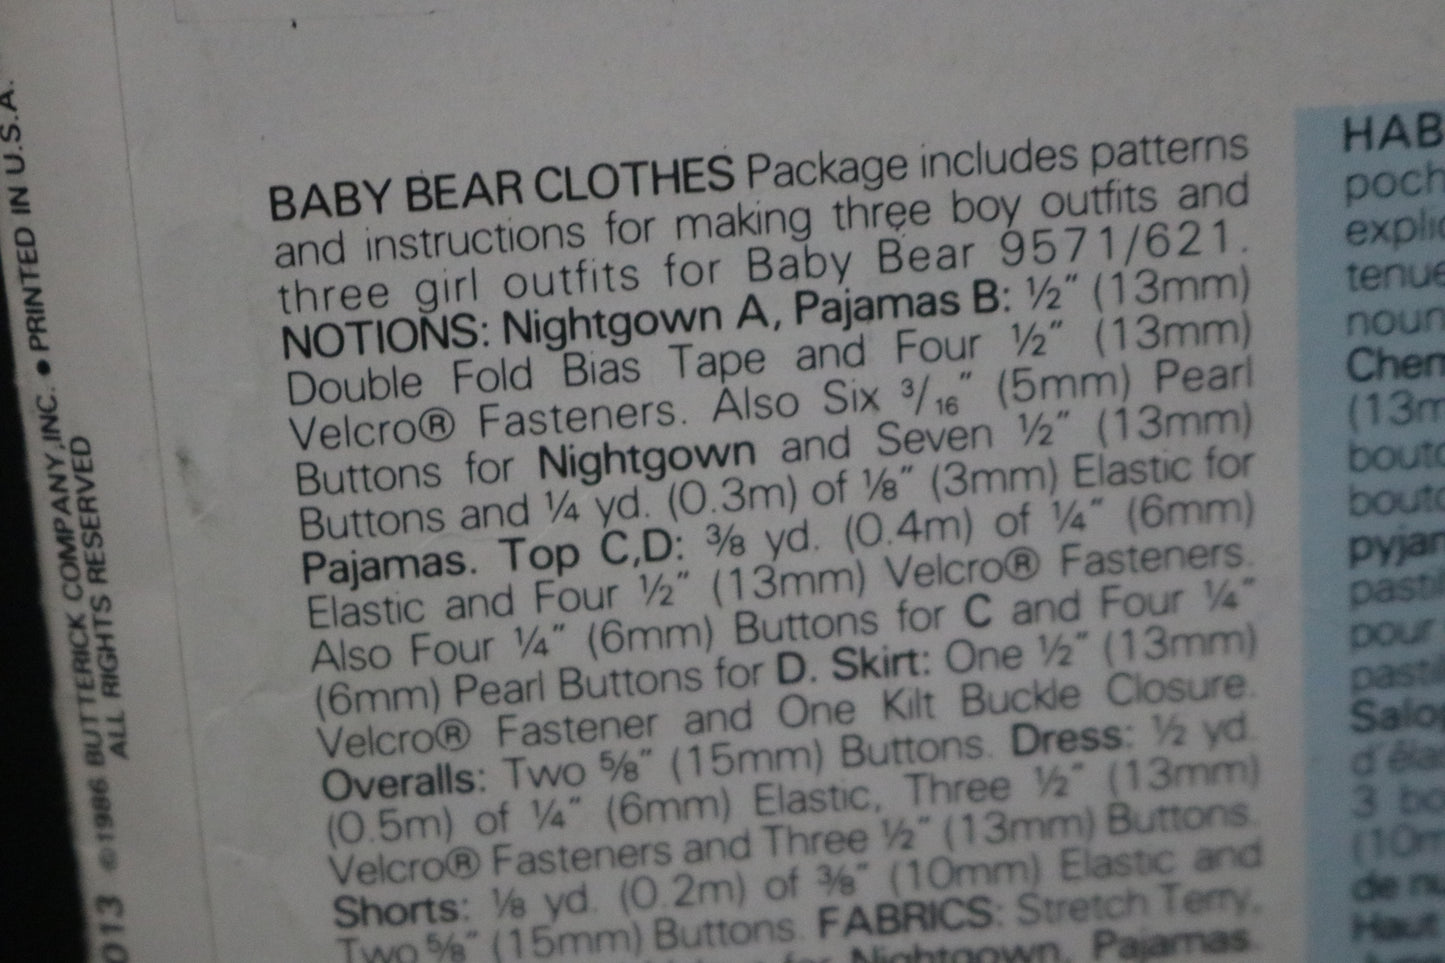 BABY BEAR CLOTHES Package includes patterns
and instructions for making three boy outfits and
three girl outfits for Baby Bear 9571/621.
NOTIONS: Nightgown A, Pajamas B: ½" (13mm)
Double Fold Bias Tape and Four ½" (13mm)
Velcro® Fasteners. Also Six 3/16" (5mm) Pearl
Buttons for Nightgown and Seven ½" (13mm)
Buttons and ¼ yd. (0.3m) of ⅛" (3mm) Elastic for
Pajamas. Top C,D: ⅜ yd. (0.4m) of ¼" (6mm)
Elastic and Four ½" (13mm) Velcro® Fasteners.
Also Four ¼" (6mm) Buttons for C and Four ¼"
(6mm) Pearl Buttons for D. Skirt: One ½" (13mm)
Velcro® Fastener and One Kilt Buckle Closure.
Overalls: Two ⅝" (15mm) Buttons. Dress: ½ yd.
(0.5m) of ¼" (6mm) Elastic, Three ½" (13mm)
Velcro® Fasteners and Three ½" (13mm) Buttons.
Shorts: ⅛ yd. (0.2m) of ⅜" (10mm) Elastic and
Two ⅝" (15mm) Buttons. FABRICS: Stretch Terry,
for Nightgown, Pajamas.
013 ©1986 BUTTERICK COMPANY,INC. • PRINTED IN U.S.A.
ALL RIGHTS RESERVED
HAB
poch
explic
tenue
noun
Chem
(13m
bouto
bouto
pyjam
pastil
pour
pastil
Salop
d'élas
3 bo
(10m
de nu
Haut